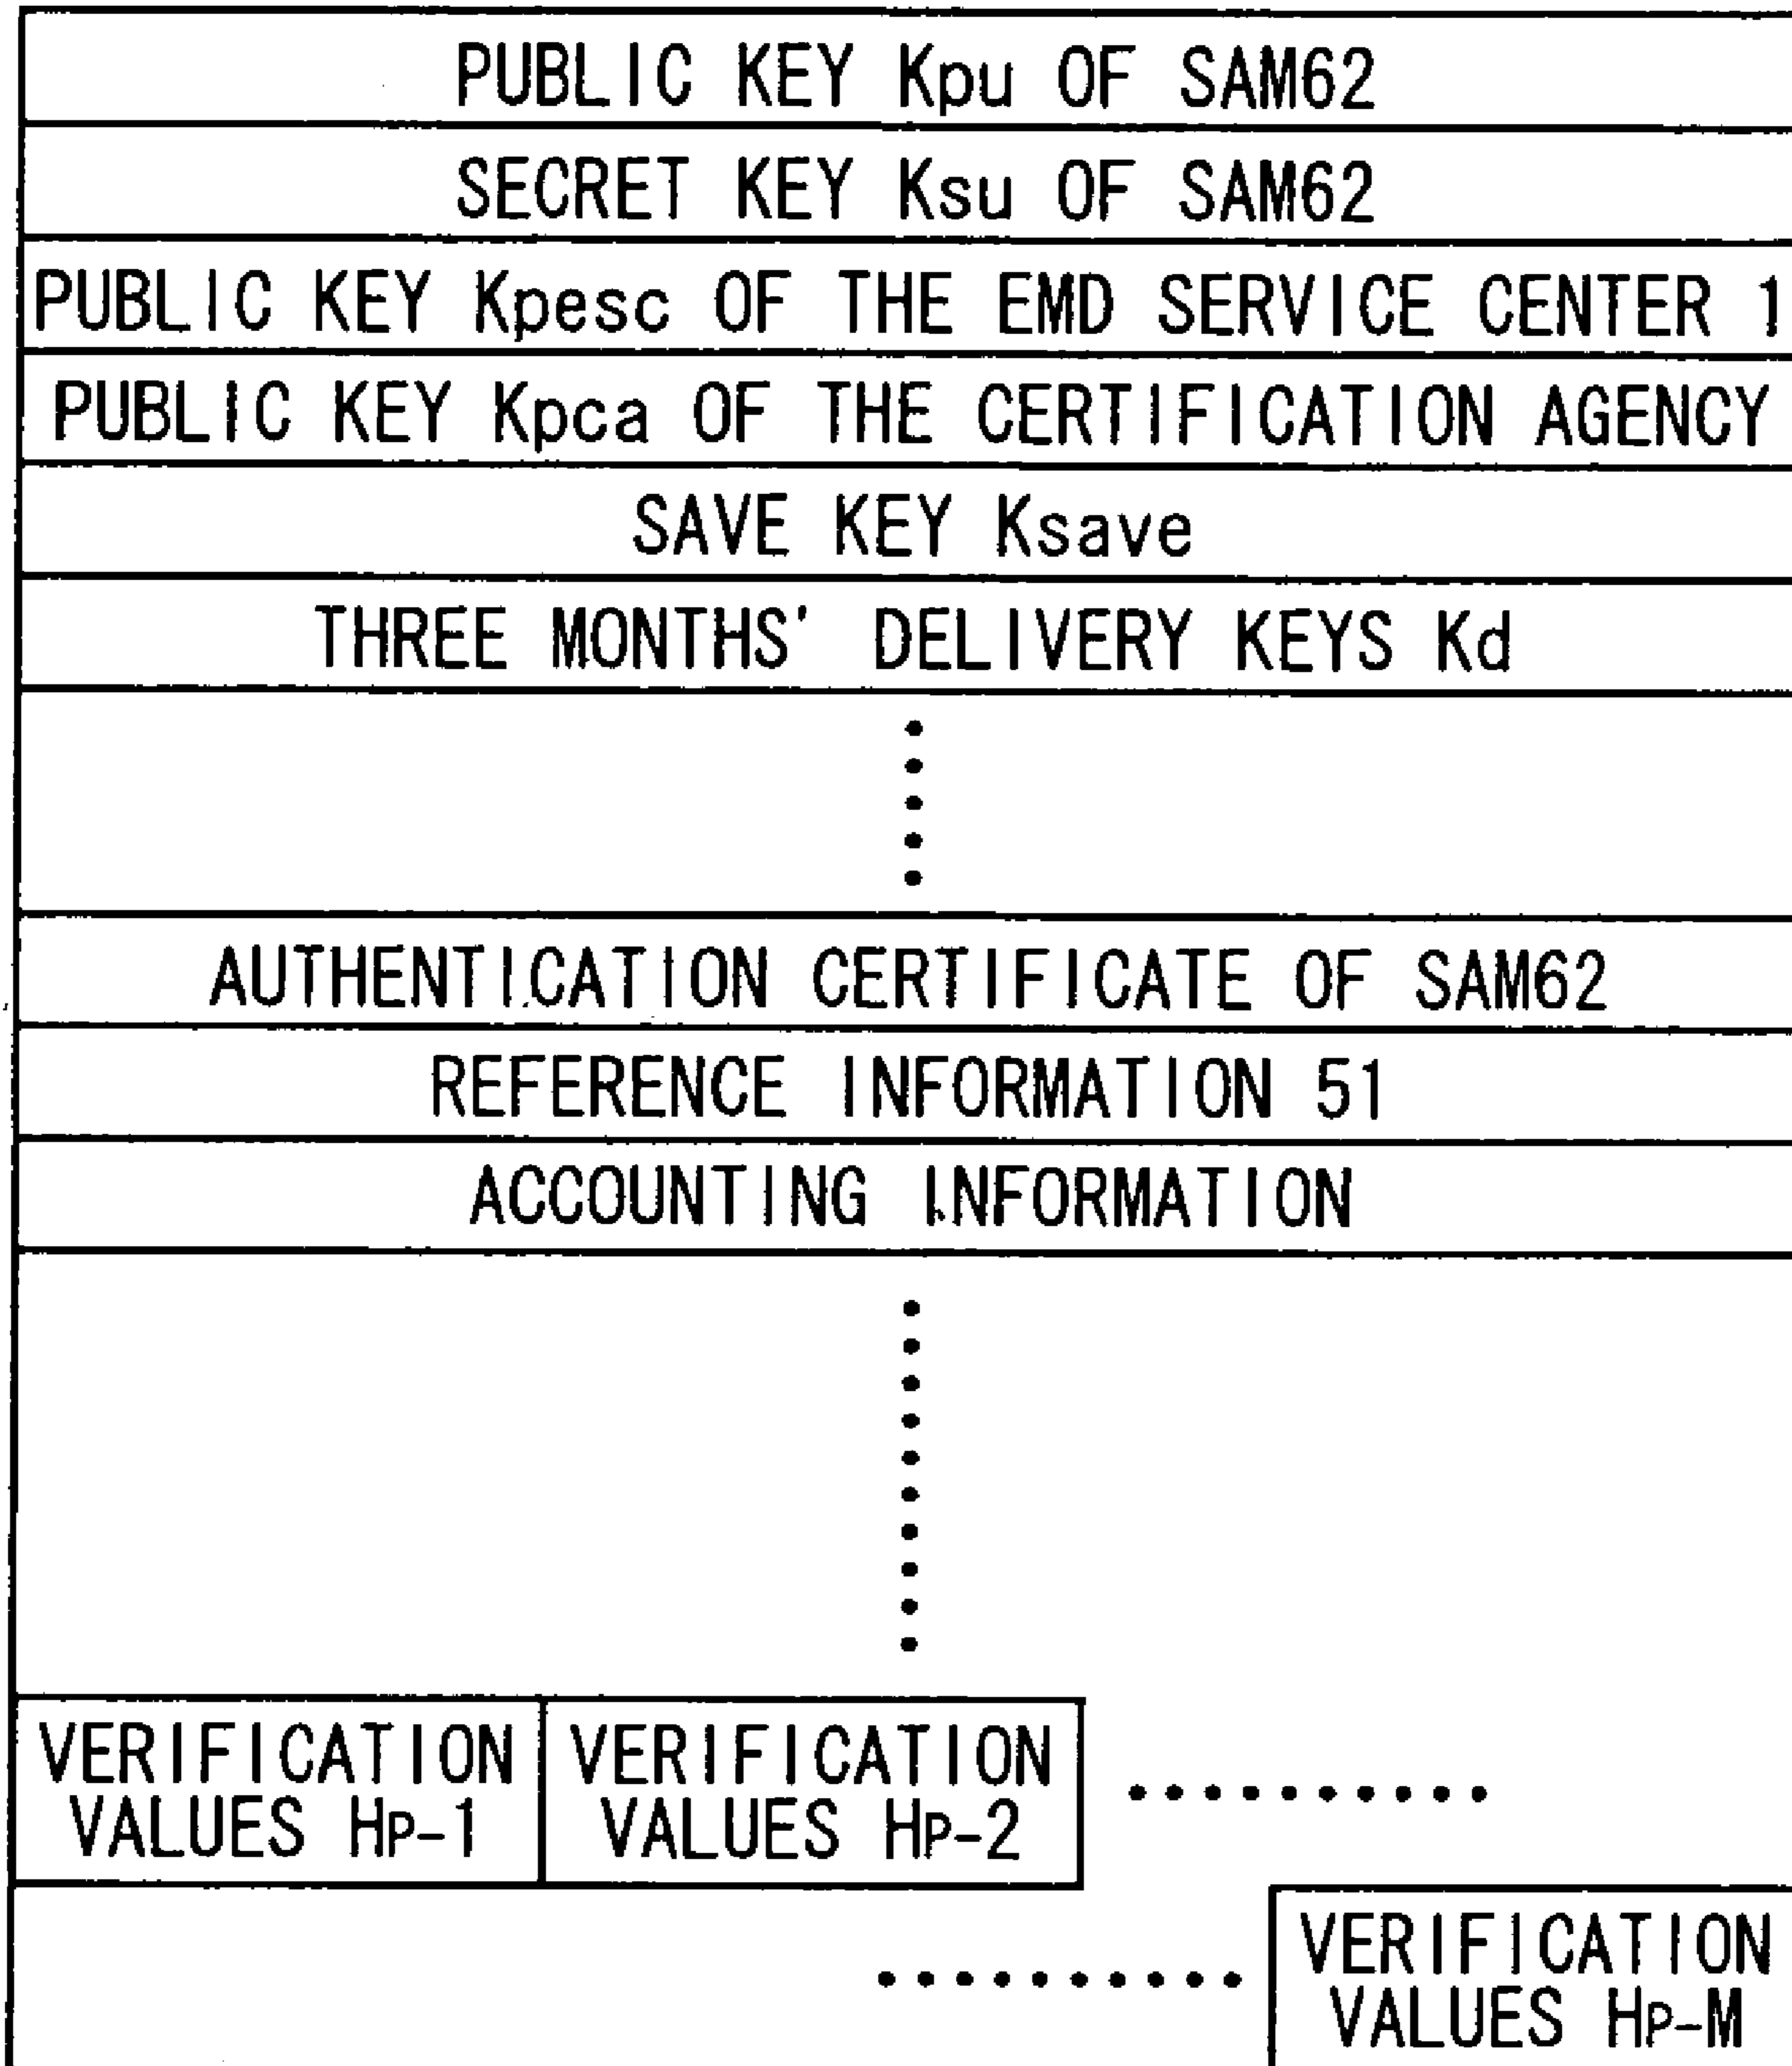 PUBLIC KEY Kpu OF SAM62
SECRET KEY Ksu OF SAM62
PUBLIC KEY Kpesc OF THE EMD SERVICE CENTER 1
PUBLIC KEY Kpca OF THE CERTIFICATION AGENCY
SAVE KEY Ksave
THREE MONTHS' DELIVERY KEYS Kd
AUTHENTICATION CERTIFICATE OF SAM62
REFERENCE INFORMATION 51
ACCOUNTING INFORMATION
VERIFICATION
VALUES HP-1
VERIFICATION
VALUES HP-2
VERIFICATION
VALUES HP-M